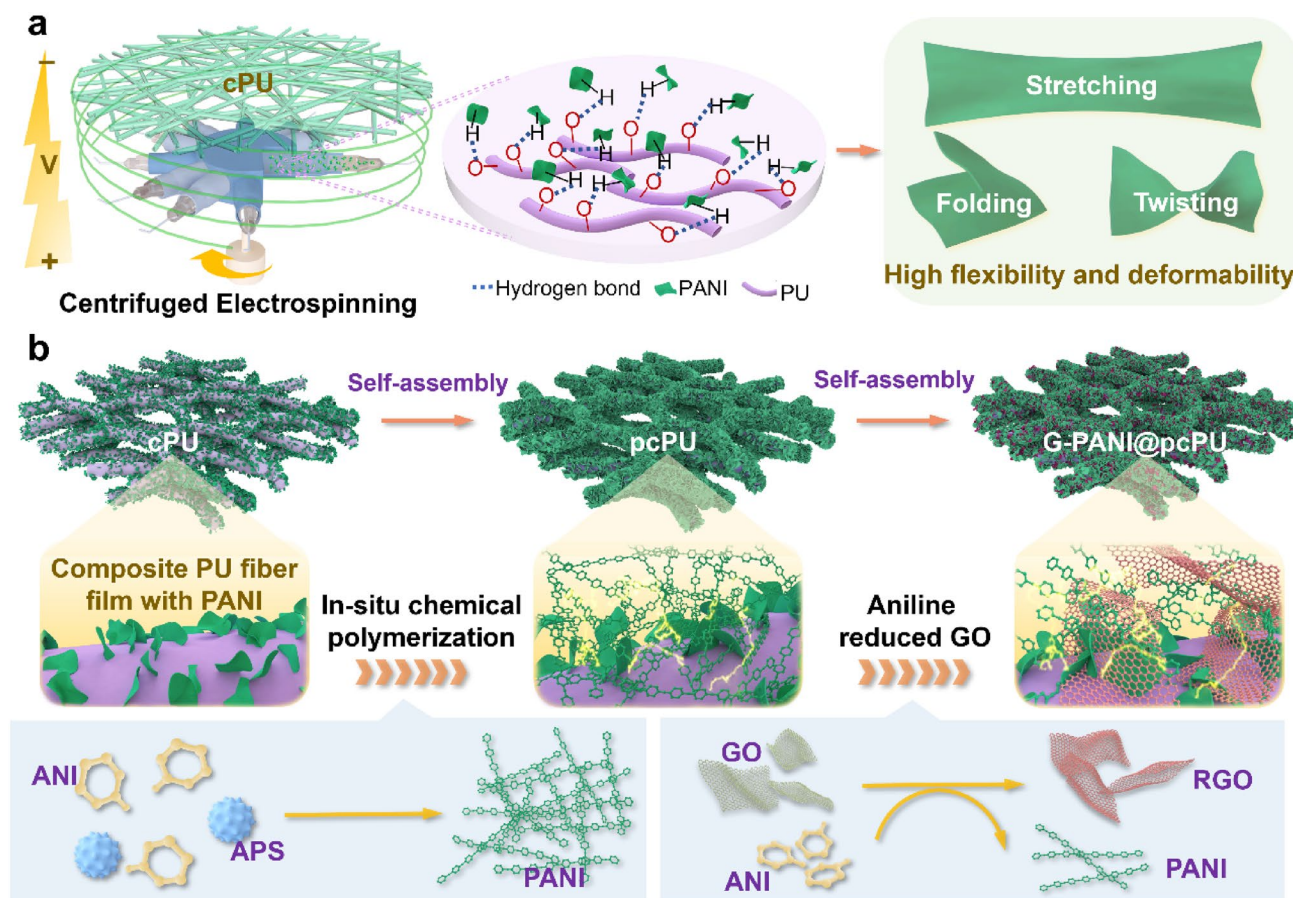 a
−
V
+
cPU
Centrifuged Electrospinning
H
H
H
H
H
H
H
H
H
H
H
O
O
O
O
O
O
O
O
O
O
O
Hydrogen bond
PANI
PU
Stretching
Folding
Twisting
High flexibility and deformability
b
cPU
Self-assembly
pcPU
Self-assembly
G-PANI@pcPU
Composite PU fiber
film with PANI
In-situ chemical
polymerization
Aniline
reduced GO
ANI
APS
PANI
GO
ANI
RGO
PANI